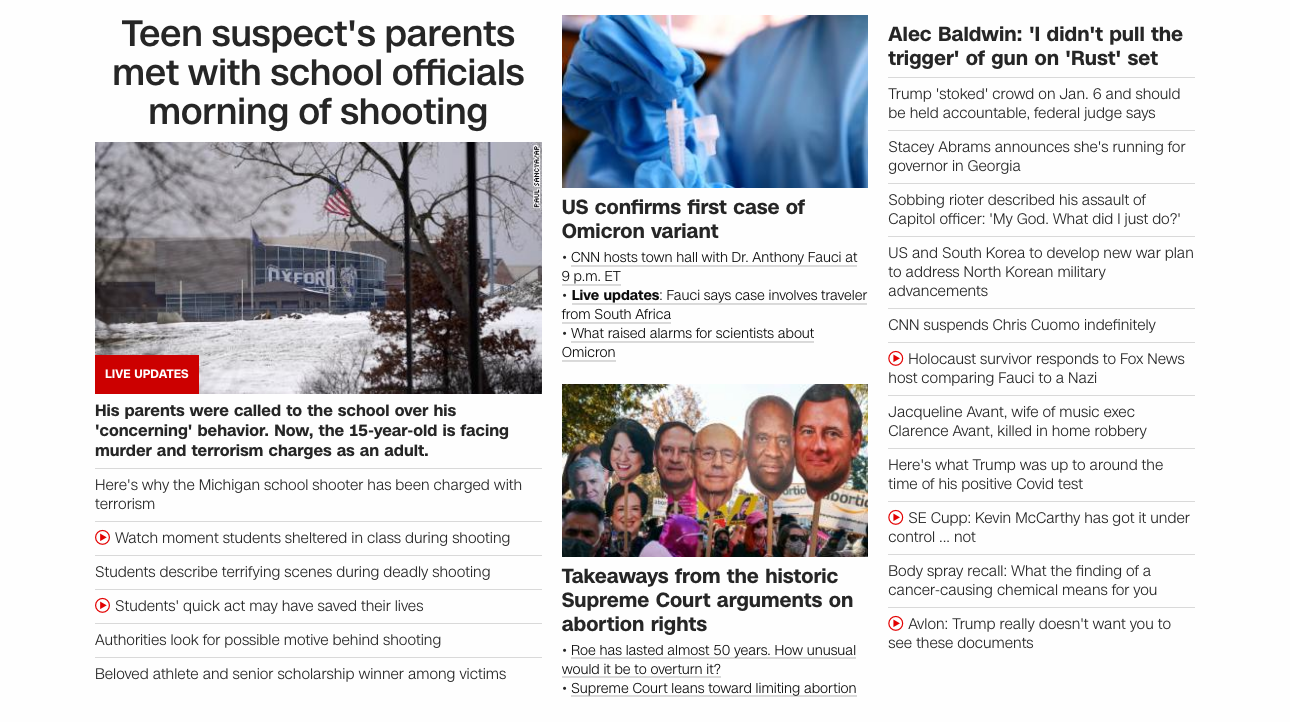 Teen suspect's parents
met with school officials
morning of shooting
PAUL SANCYA/AP
OXFORD
LIVE UPDATES
His parents were called to the school over his
'concerning' behavior. Now, the 15-year-old is facing
murder and terrorism charges as an adult.
Here's why the Michigan school shooter has been charged with
terrorism
Watch moment students sheltered in class during shooting
Students describe terrifying scenes during deadly shooting
Students' quick act may have saved their lives
Authorities look for possible motive behind shooting
Beloved athlete and senior scholarship winner among victims
US confirms first case of
Omicron variant
• CNN hosts town hall with Dr. Anthony Fauci at
9 p.m. ET
• Live updates: Fauci says case involves traveler
from South Africa
• What raised alarms for scientists about
Omicron
Takeaways from the historic
Supreme Court arguments on
abortion rights
• Roe has lasted almost 50 years. How unusual
would it be to overturn it?
• Supreme Court leans toward limiting abortion
Alec Baldwin: 'I didn't pull the
trigger' of gun on 'Rust' set
Trump 'stoked' crowd on Jan. 6 and should
be held accountable, federal judge says
Stacey Abrams announces she's running for
governor in Georgia
Sobbing rioter described his assault of
Capitol officer: 'My God. What did I just do?'
US and South Korea to develop new war plan
to address North Korean military
advancements
CNN suspends Chris Cuomo indefinitely
Holocaust survivor responds to Fox News
host comparing Fauci to a Nazi
Jacqueline Avant, wife of music exec
Clarence Avant, killed in home robbery
Here's what Trump was up to around the
time of his positive Covid test
SE Cupp: Kevin McCarthy has got it under
control ... not
Body spray recall: What the finding of a
cancer-causing chemical means for you
Avlon: Trump really doesn't want you to
see these documents